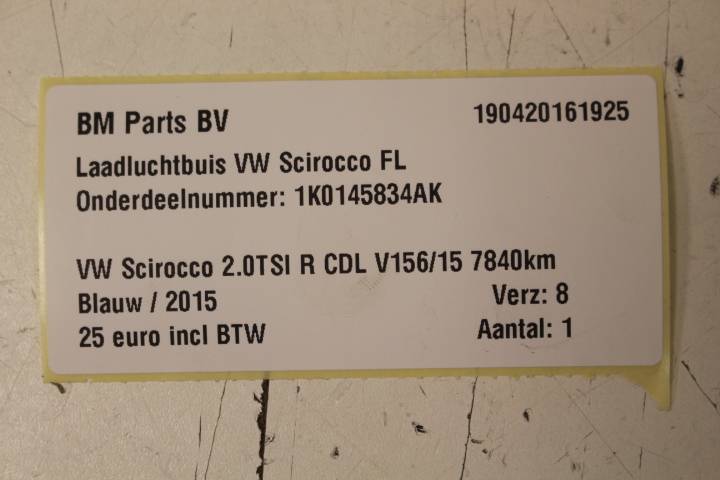 BM Parts BV 190420161925
Laadluchtbuis VW Scirocco FL
Onderdeelnummer: 1K0145834AK
VW Scirocco 2.0TSI R CDL V156/15 7840km
Blauw / 2015 Verz: 8
25 euro incl BTW Aantal: 1